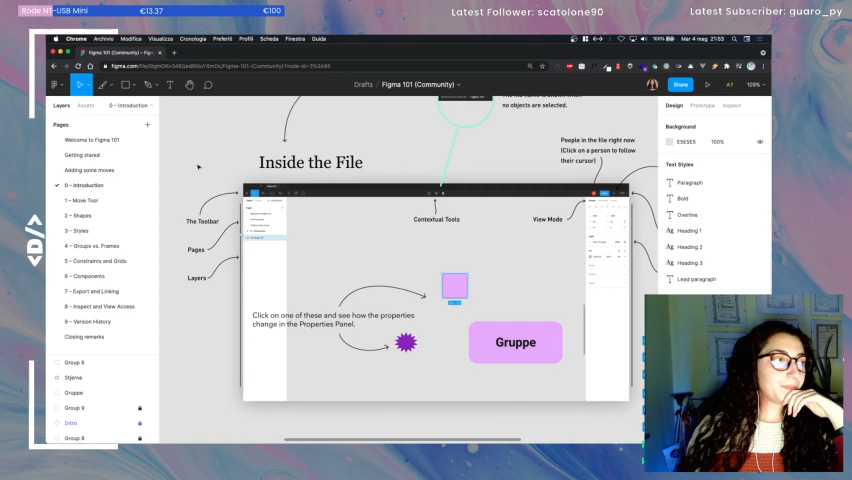 Rode NT-USB Mini €13.37 €100
Latest Follower: scatolone90
Latest Subscriber: guaro_py
Chrome Archivio Modifica Visualizza Cronologia Preferiti Profili Scheda Finestra Guida
100% Mar 4 mag 21:53
Figma 101 (Community) – Fig
Drafts / Figma 101 (Community)
Share
A?
109%
Layers Assets 0 – Introduction
Pages
Welcome to Figma 101
Getting stared
Adding some moves
0 – Introduction
1 – Move Tool
2 – Shapes
3 – Styles
4 – Groups vs. Frames
5 – Constraints and Grids
6 – Components
7 – Export and Linking
8 – Inspect and View Access
9 – Version History
Closing remarks
Group 6
Stjerne
Gruppe
Group 9
Intro
Group 8
no objects are selected.
Inside the File
People in the file right now
(Click on a person to follow
their cursor)
The Toolbar
Contextual Tools
View Mode
Pages
Layers
Click on one of these and see how the properties
change in the Properties Panel.
Gruppe
Design Prototype Inspect
Background
E5E5E5 100%
Text Styles
Paragraph
Bold
Overline
Heading 1
Heading 2
Heading 3
Lead paragraph
<D/>